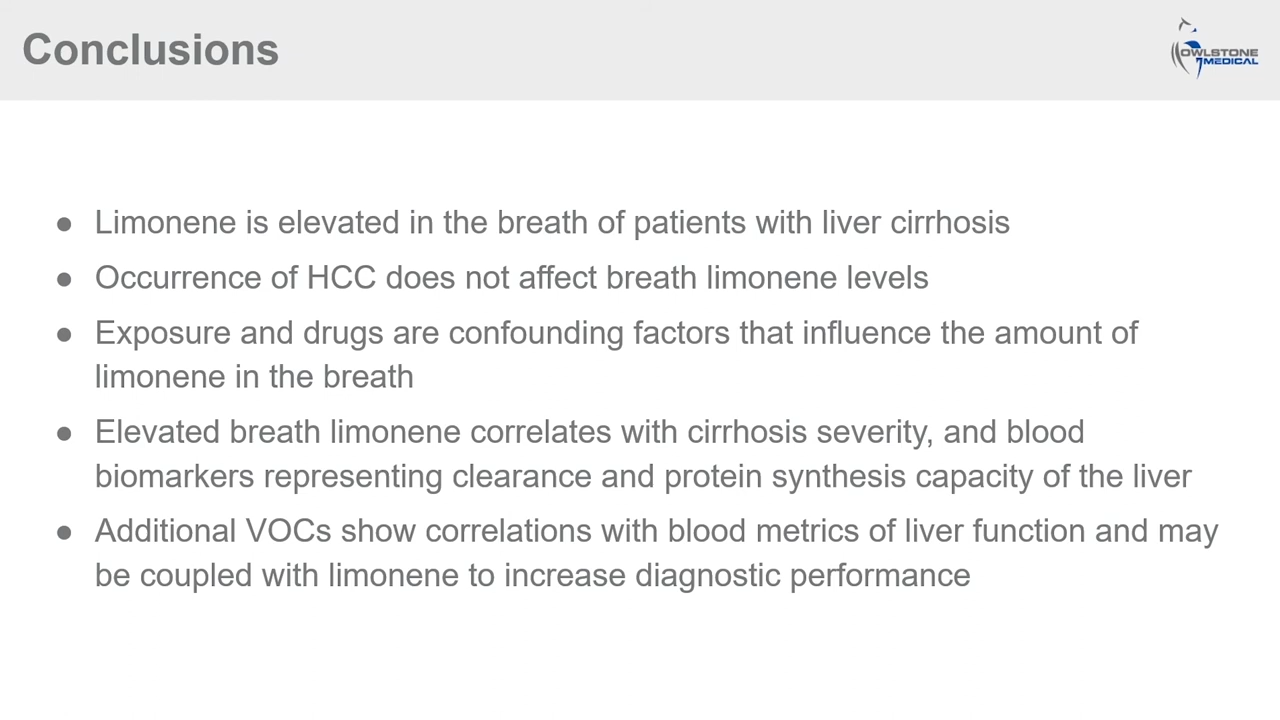 Conclusions
OWLSTONE
MEDICAL
● Limonene is elevated in the breath of patients with liver cirrhosis
● Occurrence of HCC does not affect breath limonene levels
● Exposure and drugs are confounding factors that influence the amount of
limonene in the breath
● Elevated breath limonene correlates with cirrhosis severity, and blood
biomarkers representing clearance and protein synthesis capacity of the liver
● Additional VOCs show correlations with blood metrics of liver function and may
be coupled with limonene to increase diagnostic performance